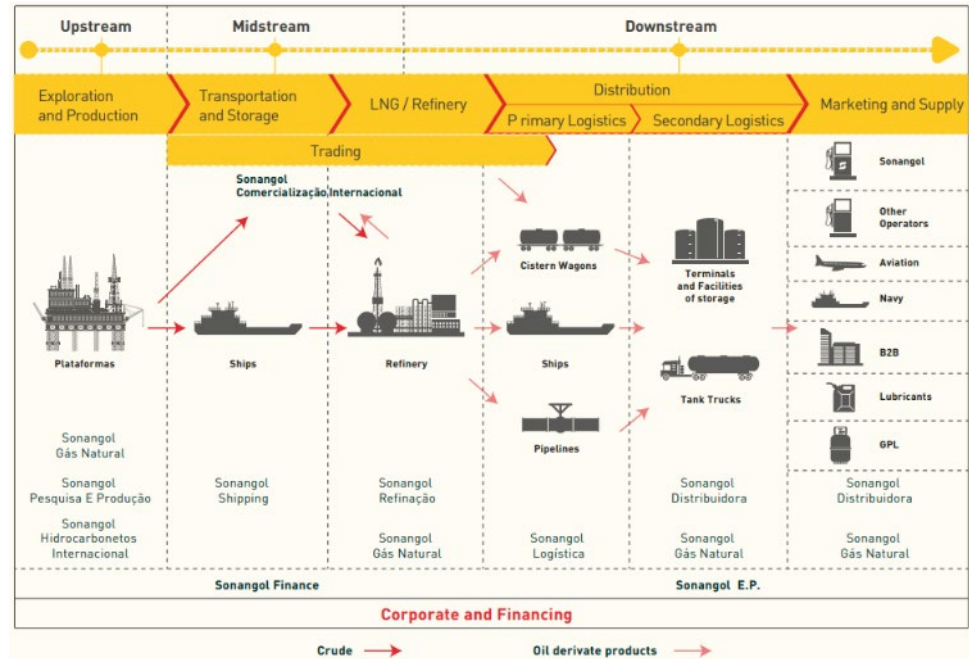 Upstream
Midstream
Downstream
Exploration
and Production
Transportation
and Storage
LNG / Refinery
Distribution
P rimary Logistics
Secondary Logistics
Marketing and Supply
Trading
Sonangol
Comercialização Internacional
Plataformas
Ships
Refinery
Cistern Wagons
Ships
Pipelines
Terminals
and Facilities
of storage
Tank Trucks
Sonangol
Other
Operators
Aviation
Navy
B2B
Lubricants
GPL
Sonangol
Gás Natural
Sonangol
Pesquisa E Produção
Sonangol
Hidrocarbonetos
Internacional
Sonangol
Shipping
Sonangol
Refinação
Sonangol
Gás Natural
Sonangol
Logística
Sonangol
Distribuidora
Sonangol
Gás Natural
Sonangol
Distribuidora
Sonangol
Gás Natural
Sonangol Finance
Sonangol E.P.
Corporate and Financing
Crude
Oil derivate products